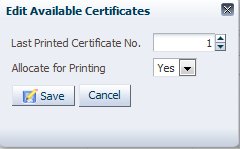 Edit Available Certificates
Last Printed Certificate No. 1
Allocate for Printing Yes
Save Cancel